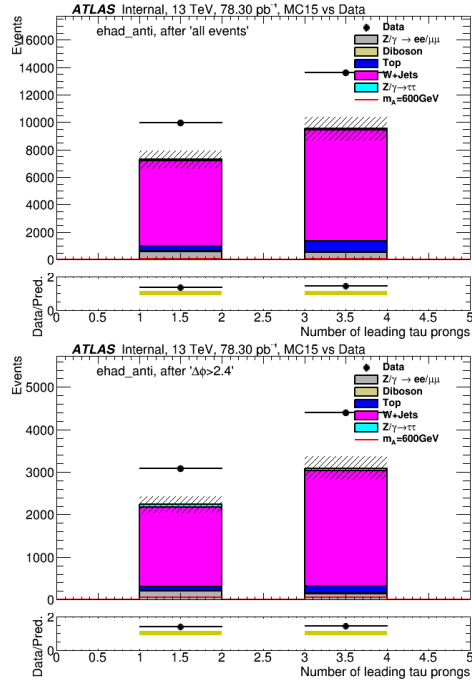 ATLAS Internal, 13 TeV, 78.30 pb⁻¹, MC15 vs Data
Events
ehad_anti, after 'all events'
Data
Z/γ → ee/μμ
Diboson
Top
W+Jets
Z/γ→ττ
m_A=600GeV
16000
14000
12000
10000
8000
6000
4000
2000
0
Data/Pred.
2
0
0 0.5 1 1.5 2 2.5 3 3.5 4 4.5 5
Number of leading tau prongs
ATLAS Internal, 13 TeV, 78.30 pb⁻¹, MC15 vs Data
Events
ehad_anti, after 'Δϕ>2.4'
Data
Z/γ → ee/μμ
Diboson
Top
W+Jets
Z/γ→ττ
m_A=600GeV
5000
4000
3000
2000
1000
0
Data/Pred.
2
0
0 0.5 1 1.5 2 2.5 3 3.5 4 4.5 5
Number of leading tau prongs